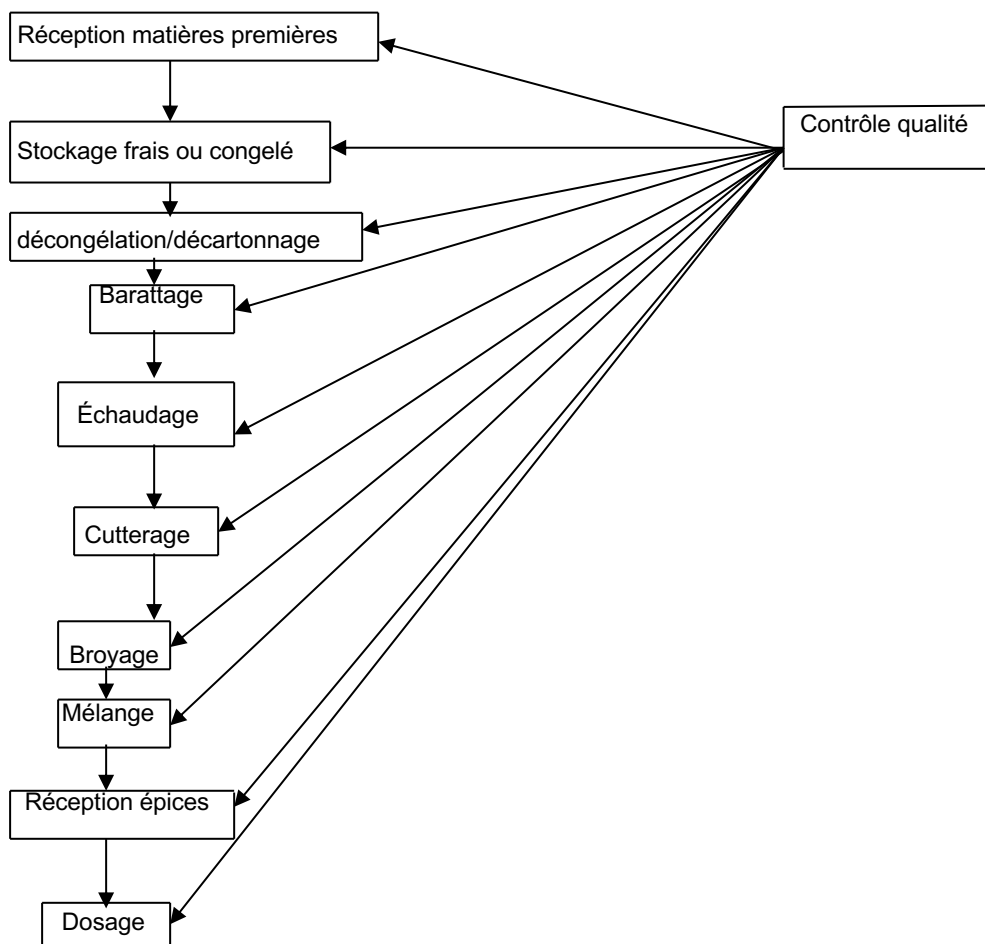 Réception matières premières
Contrôle qualité
Stockage frais ou congelé
décongélation/décartonnage
Barattage
Échaudage
Cutterage
Broyage
Mélange
Réception épices
Dosage